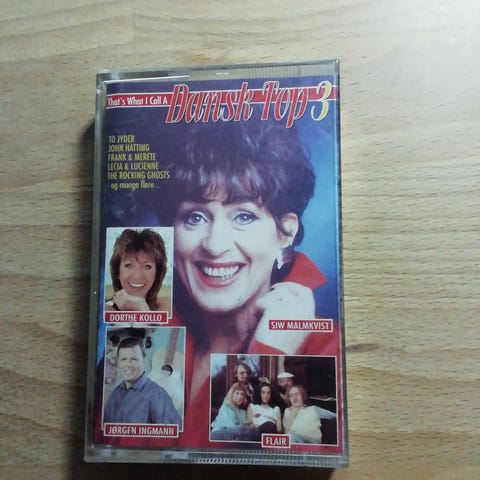 That's What I Call A
Dansk Top 3
TO JYDER
JOHN HATTING
FRANK & MERETE
LECIA & LUCIENNE
THE ROCKING GHOSTS
og mange flere...
DORTHE KOLLO
SIW MALMKVIST
JØRGEN INGMANN
FLAIR